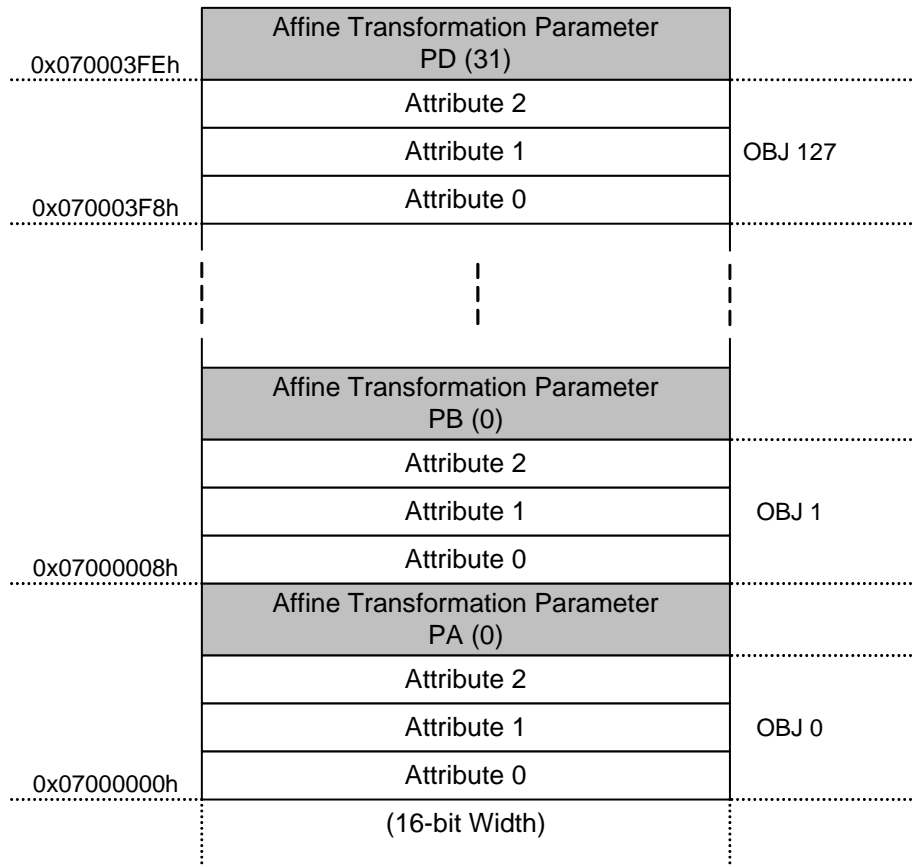 Affine Transformation Parameter
PD (31)
0x070003FEh
Attribute 2
Attribute 1
OBJ 127
Attribute 0
0x070003F8h
Affine Transformation Parameter
PB (0)
Attribute 2
Attribute 1
OBJ 1
Attribute 0
0x07000008h
Affine Transformation Parameter
PA (0)
Attribute 2
Attribute 1
OBJ 0
Attribute 0
0x07000000h
(16-bit Width)